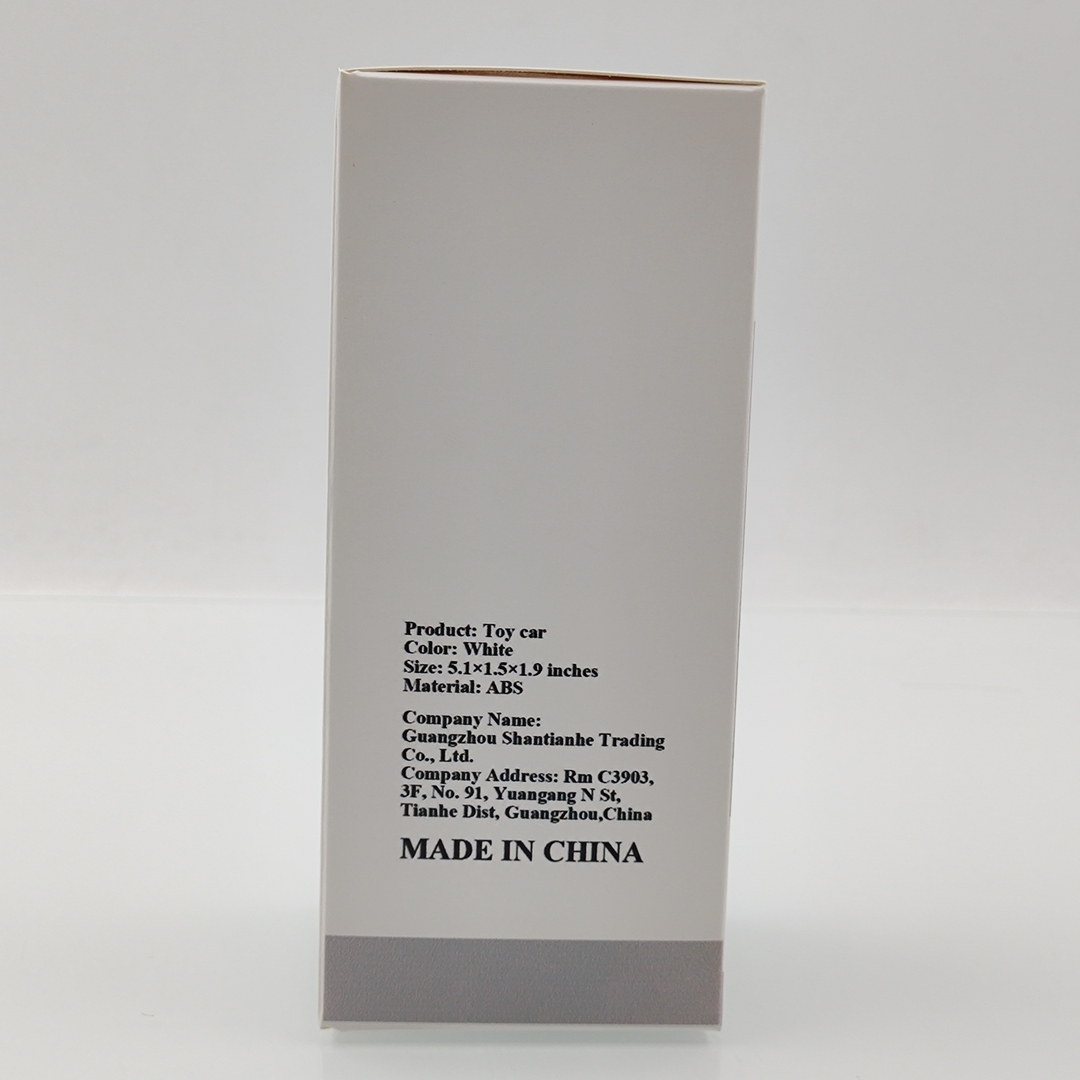 Product: Toy car
Color: White
Size: 5.1×1.5×1.9 inches
Material: ABS
Company Name:
Guangzhou Shantianhe Trading
Co., Ltd.
Company Address: Rm C3903,
3F, No. 91, Yuangang N St,
Tianhe Dist, Guangzhou,China
MADE IN CHINA